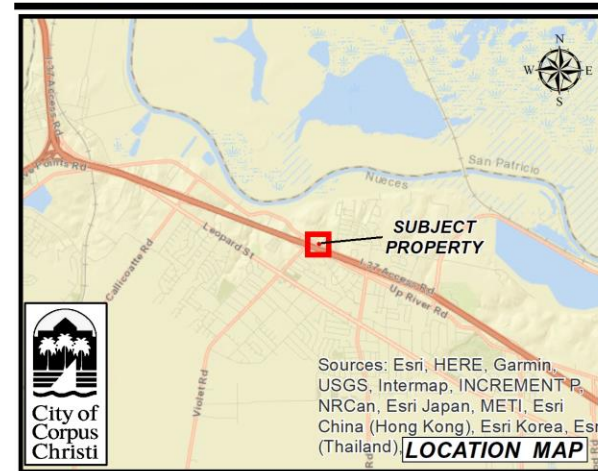 N
W E
S
I-37 Access Rd
Points Rd
San Patricio
Nueces
SUBJECT
PROPERTY
Leopard St
Callicoatte Rd
I-37 Access Rd
Up River Rd
Violet Rd
Sources: Esri, HERE, Garmin,
USGS, Intermap, INCREMENT P,
NRCan, Esri Japan, METI, Esri
China (Hong Kong), Esri Korea, Esri
(Thailand),
Rd
LOCATION MAP
City of
Corpus
Christi